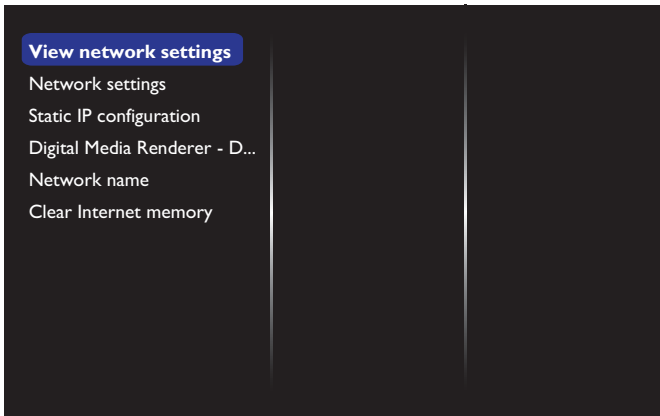 View network settings
Network settings
Static IP configuration
Digital Media Renderer - D...
Network name
Clear Internet memory